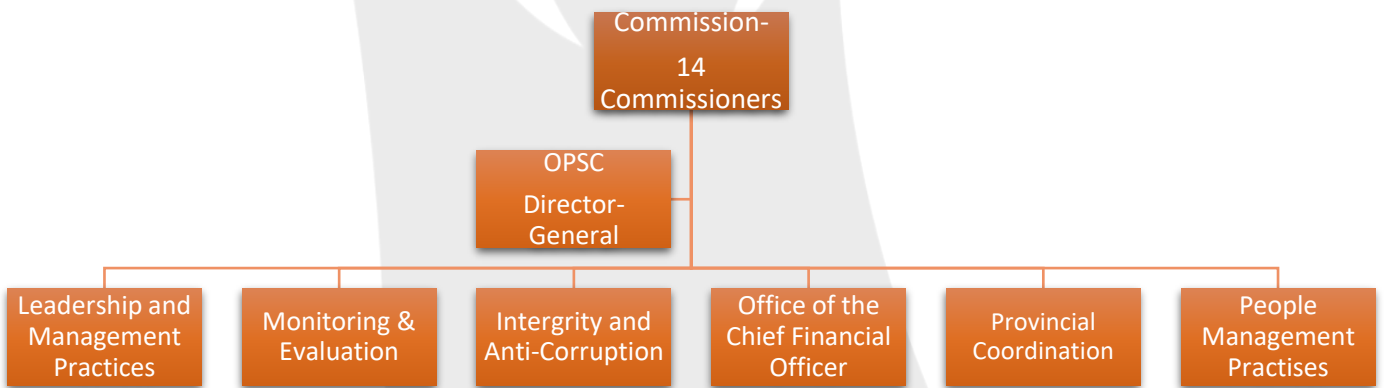 Commission-
14
Commissioners
OPSC
Director-
General
Leadership and
Management
Practices
Monitoring &
Evaluation
Intergrity and
Anti-Corruption
Office of the
Chief Financial
Officer
Provincial
Coordination
People
Management
Practises